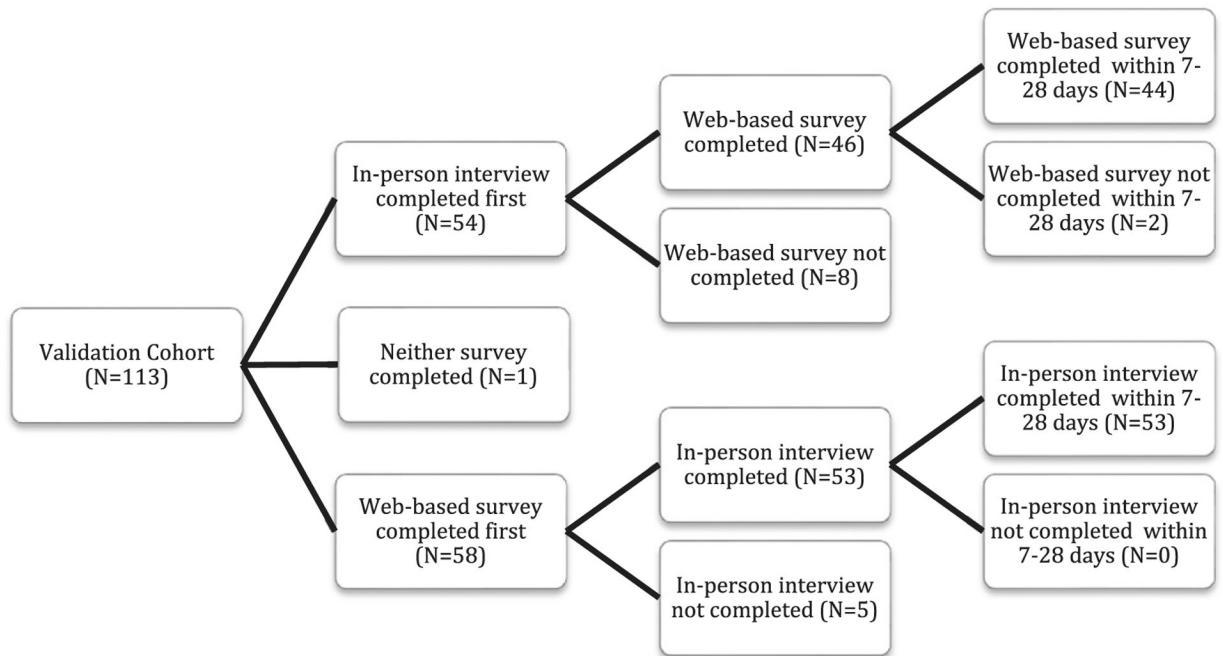 Validation Cohort
(N=113)
In-person interview
completed first
(N=54)
Neither survey
completed (N=1)
Web-based survey
completed first
(N=58)
Web-based survey
completed (N=46)
Web-based survey not
completed (N=8)
In-person interview
completed (N=53)
In-person interview
not completed (N=5)
Web-based survey
completed within 7-
28 days (N=44)
Web-based survey not
completed within 7-
28 days (N=2)
In-person interview
completed within 7-
28 days (N=53)
In-person interview
not completed within
7-28 days (N=0)